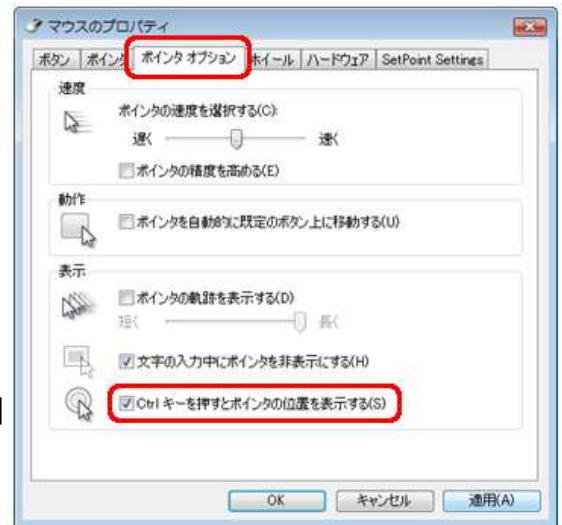 マウスのプロパティ
ボタン ポインタ ポインタ オプション ホイール ハードウェア SetPoint Settings
速度
ポインタの速度を選択する(C):
遅く 速く
ポインタの精度を高める(E)
動作
ポインタを自動的に既定のボタン上に移動する(U)
表示
ポインタの軌跡を表示する(D)
短く 長く
文字の入力中にポインタを非表示にする(H)
Ctrl キーを押すとポインタの位置を表示する(S)
OK キャンセル 適用(A)